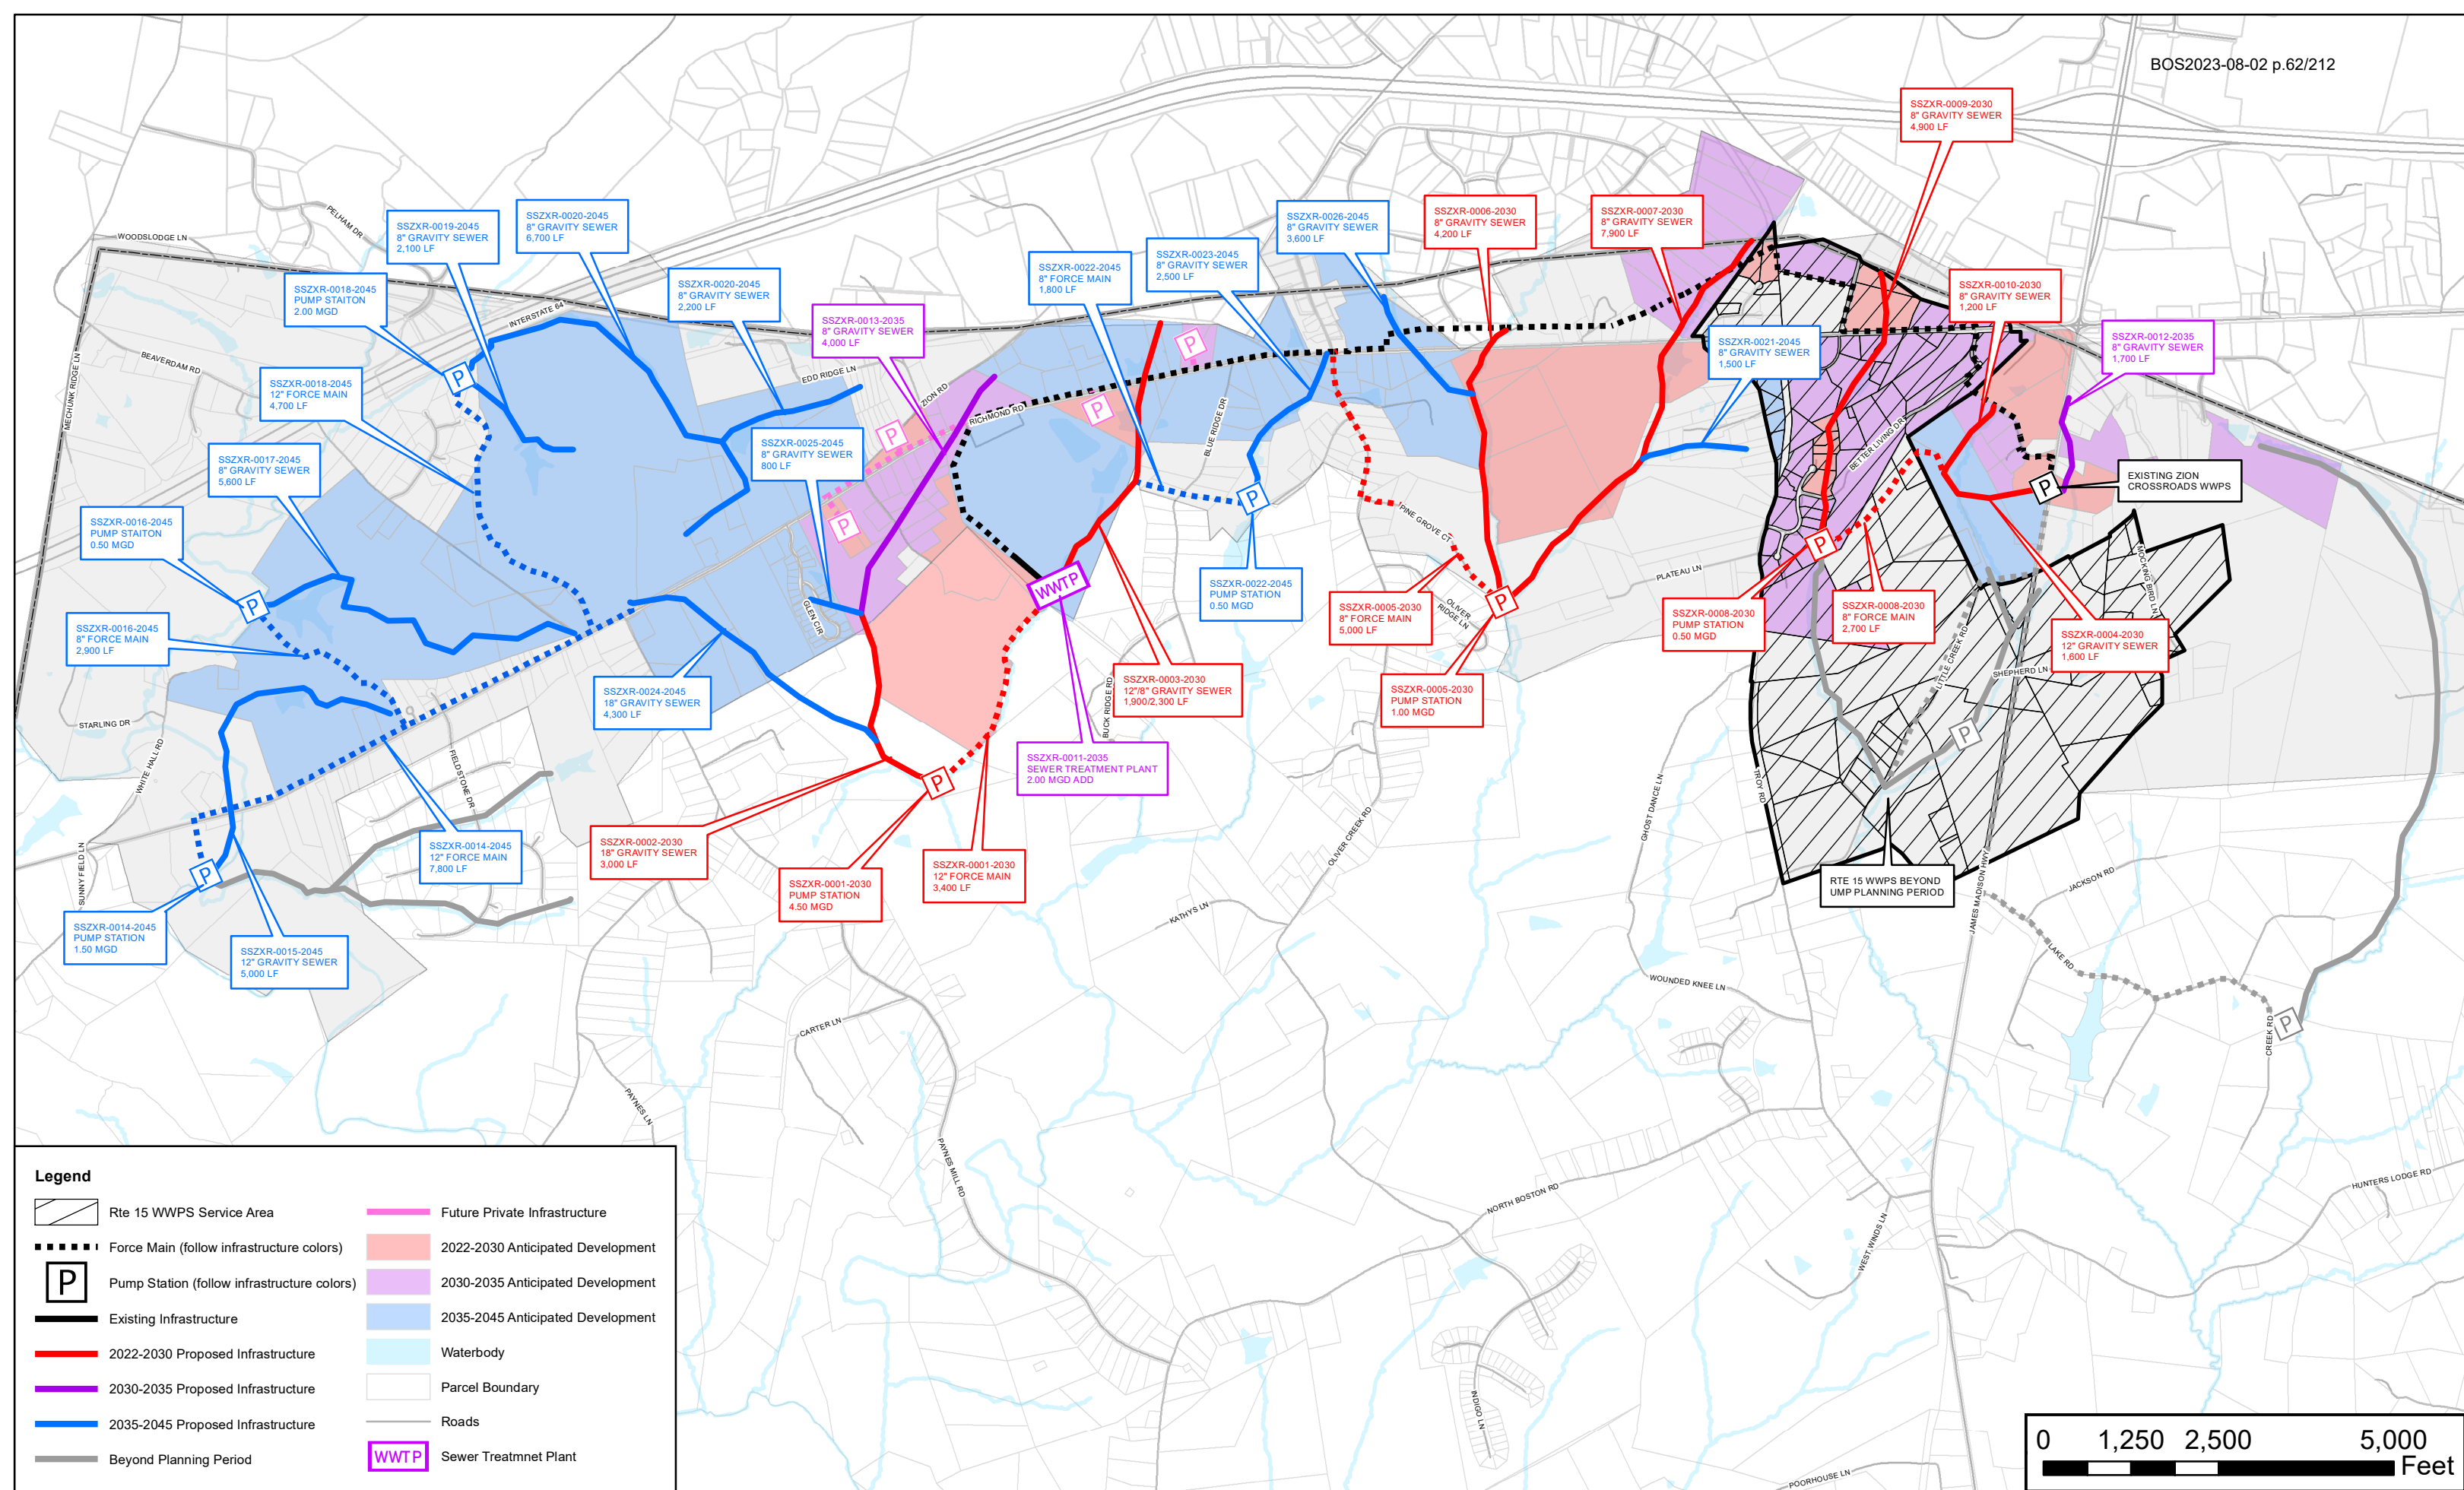 BOS2023-08-02 p.62/212
SSZXR-0009-2030
8" GRAVITY SEWER
4,900 LF
SSZXR-0019-2045
8" GRAVITY SEWER
2,100 LF
SSZXR-0020-2045
8" GRAVITY SEWER
6,700 LF
SSZXR-0026-2045
8" GRAVITY SEWER
3,600 LF
SSZXR-0006-2030
8" GRAVITY SEWER
4,200 LF
SSZXR-0007-2030
8" GRAVITY SEWER
7,900 LF
WOODSLODGE LN
PELHAM DR
SSZXR-0018-2045
PUMP STAITON
2.00 MGD
SSZXR-0020-2045
8" GRAVITY SEWER
2,200 LF
SSZXR-0022-2045
8" FORCE MAIN
1,800 LF
SSZXR-0023-2045
8" GRAVITY SEWER
2,500 LF
SSZXR-0010-2030
8" GRAVITY SEWER
1,200 LF
INTERSTATE 64
SSZXR-0013-2035
8" GRAVITY SEWER
4,000 LF
SSZXR-0021-2045
8" GRAVITY SEWER
1,500 LF
SSZXR-0012-2035
8" GRAVITY SEWER
1,700 LF
P
BEAVERDAM RD
MECHUNK RIDGE LN
P
EDD RIDGE LN
ZION RD
RICHMOND RD
P
SSZXR-0018-2045
12" FORCE MAIN
4,700 LF
BLUE RIDGE DR
BETTER LIVING DR
P
SSZXR-0025-2045
8" GRAVITY SEWER
800 LF
SSZXR-0017-2045
8" GRAVITY SEWER
5,600 LF
EXISTING ZION
CROSSROADS WWPS
P
P
P
SSZXR-0016-2045
PUMP STAITON
0.50 MGD
PINE GROVE CT
P
PLATEAU LN
MOCKING BIRD LN
WWTP
SSZXR-0022-2045
PUMP STATION
0.50 MGD
P
P
GLEN CIR
OLIVER
RIDGE LN
SSZXR-0005-2030
8" FORCE MAIN
5,000 LF
SSZXR-0008-2030
PUMP STATION
0.50 MGD
SSZXR-0008-2030
8" FORCE MAIN
2,700 LF
SSZXR-0016-2045
8" FORCE MAIN
2,900 LF
SSZXR-0004-2030
12" GRAVITY SEWER
1,600 LF
LITTLE CREEK RD
SHEPHERD LN
SSZXR-0024-2045
18" GRAVITY SEWER
4,300 LF
BUCK RIDGE RD
SSZXR-0003-2030
12"/8" GRAVITY SEWER
1,900/2,300 LF
SSZXR-0005-2030
PUMP STATION
1.00 MGD
STARLING DR
P
WHITE HALL RD
FIELDSTONE DR
SSZXR-0011-2035
SEWER TREATMENT PLANT
2.00 MGD ADD
P
TROY RD
GHOST DANCE LN
OLIVER CREEK RD
SSZXR-0014-2045
12" FORCE MAIN
7,800 LF
SSZXR-0002-2030
18" GRAVITY SEWER
3,000 LF
SSZXR-0001-2030
PUMP STATION
4.50 MGD
SSZXR-0001-2030
12" FORCE MAIN
3,400 LF
RTE 15 WWPS BEYOND
UMP PLANNING PERIOD
JAMES MADISON HWY
JACKSON RD
SUNNY FIELD LN
P
SSZXR-0014-2045
PUMP STATION
1.50 MGD
SSZXR-0015-2045
12" GRAVITY SEWER
5,000 LF
KATHYS LN
LAKE RD
WOUNDED KNEE LN
CARTER LN
P
CREEK RD
PAYNES LN
PAYNES MILL RD
NORTH BOSTON RD
HUNTERS LODGE RD
WEST WINDS LN
INDIGO LN
POORHOUSE LN
Legend
Rte 15 WWPS Service Area
Force Main (follow infrastructure colors)
P
Pump Station (follow infrastructure colors)
Existing Infrastructure
2022-2030 Proposed Infrastructure
2030-2035 Proposed Infrastructure
2035-2045 Proposed Infrastructure
Beyond Planning Period
Future Private Infrastructure
2022-2030 Anticipated Development
2030-2035 Anticipated Development
2035-2045 Anticipated Development
Waterbody
Parcel Boundary
Roads
WWTP
Sewer Treatmnet Plant
0 1,250 2,500 5,000
Feet